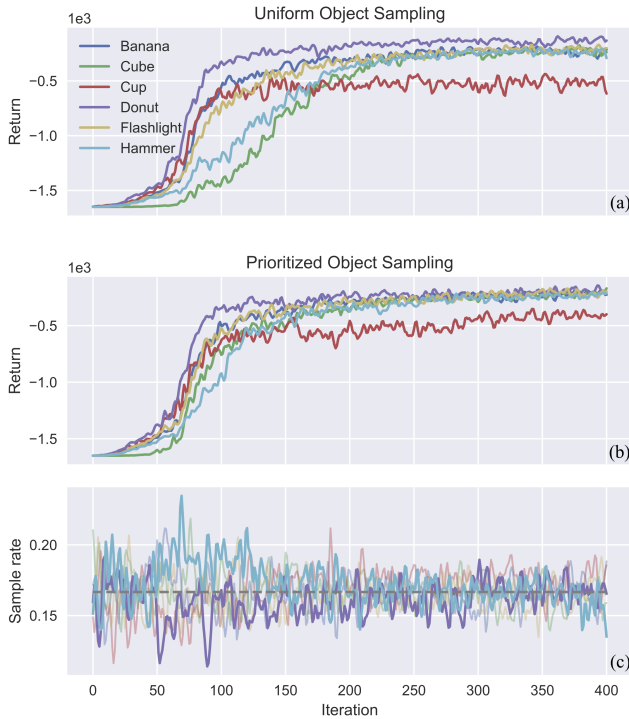 Uniform Object Sampling
1e3
Banana
Cube
Cup
Donut
Flashlight
Hammer
Return
−0.5
−1.0
−1.5
(a)
Prioritized Object Sampling
1e3
Return
−0.5
−1.0
−1.5
(b)
Sample rate
0.20
0.15
(c)
0 50 100 150 200 250 300 350 400
Iteration